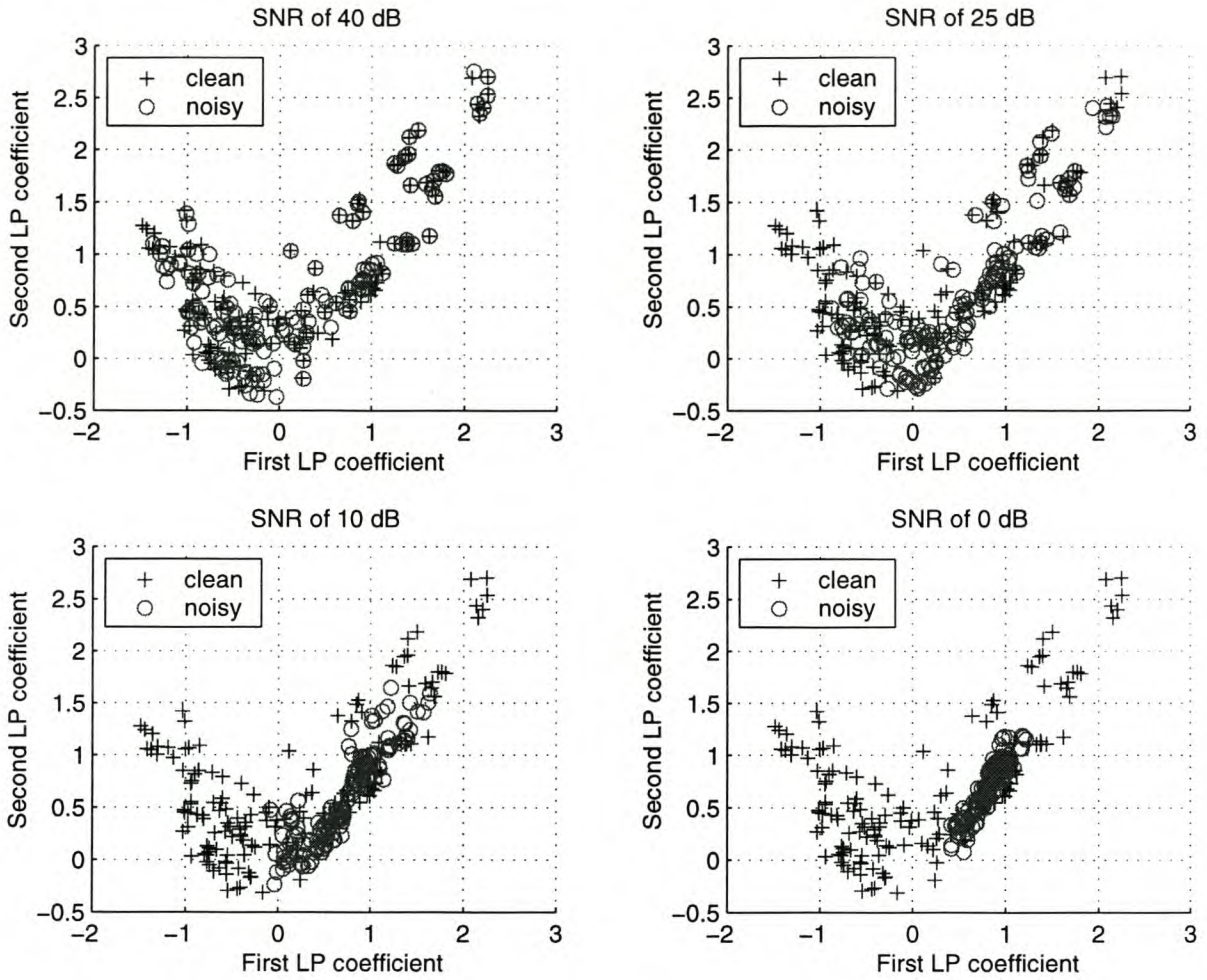 SNR of 40 dB
3
2.5
2
1.5
1
0.5
0
−0.5
Second LP coefficient
clean
noisy
−2 −1 0 1 2 3
First LP coefficient
SNR of 25 dB
3
2.5
2
1.5
1
0.5
0
−0.5
Second LP coefficient
clean
noisy
−2 −1 0 1 2 3
First LP coefficient
SNR of 10 dB
3
2.5
2
1.5
1
0.5
0
−0.5
Second LP coefficient
clean
noisy
−2 −1 0 1 2 3
First LP coefficient
SNR of 0 dB
3
2.5
2
1.5
1
0.5
0
−0.5
Second LP coefficient
clean
noisy
−2 −1 0 1 2 3
First LP coefficient